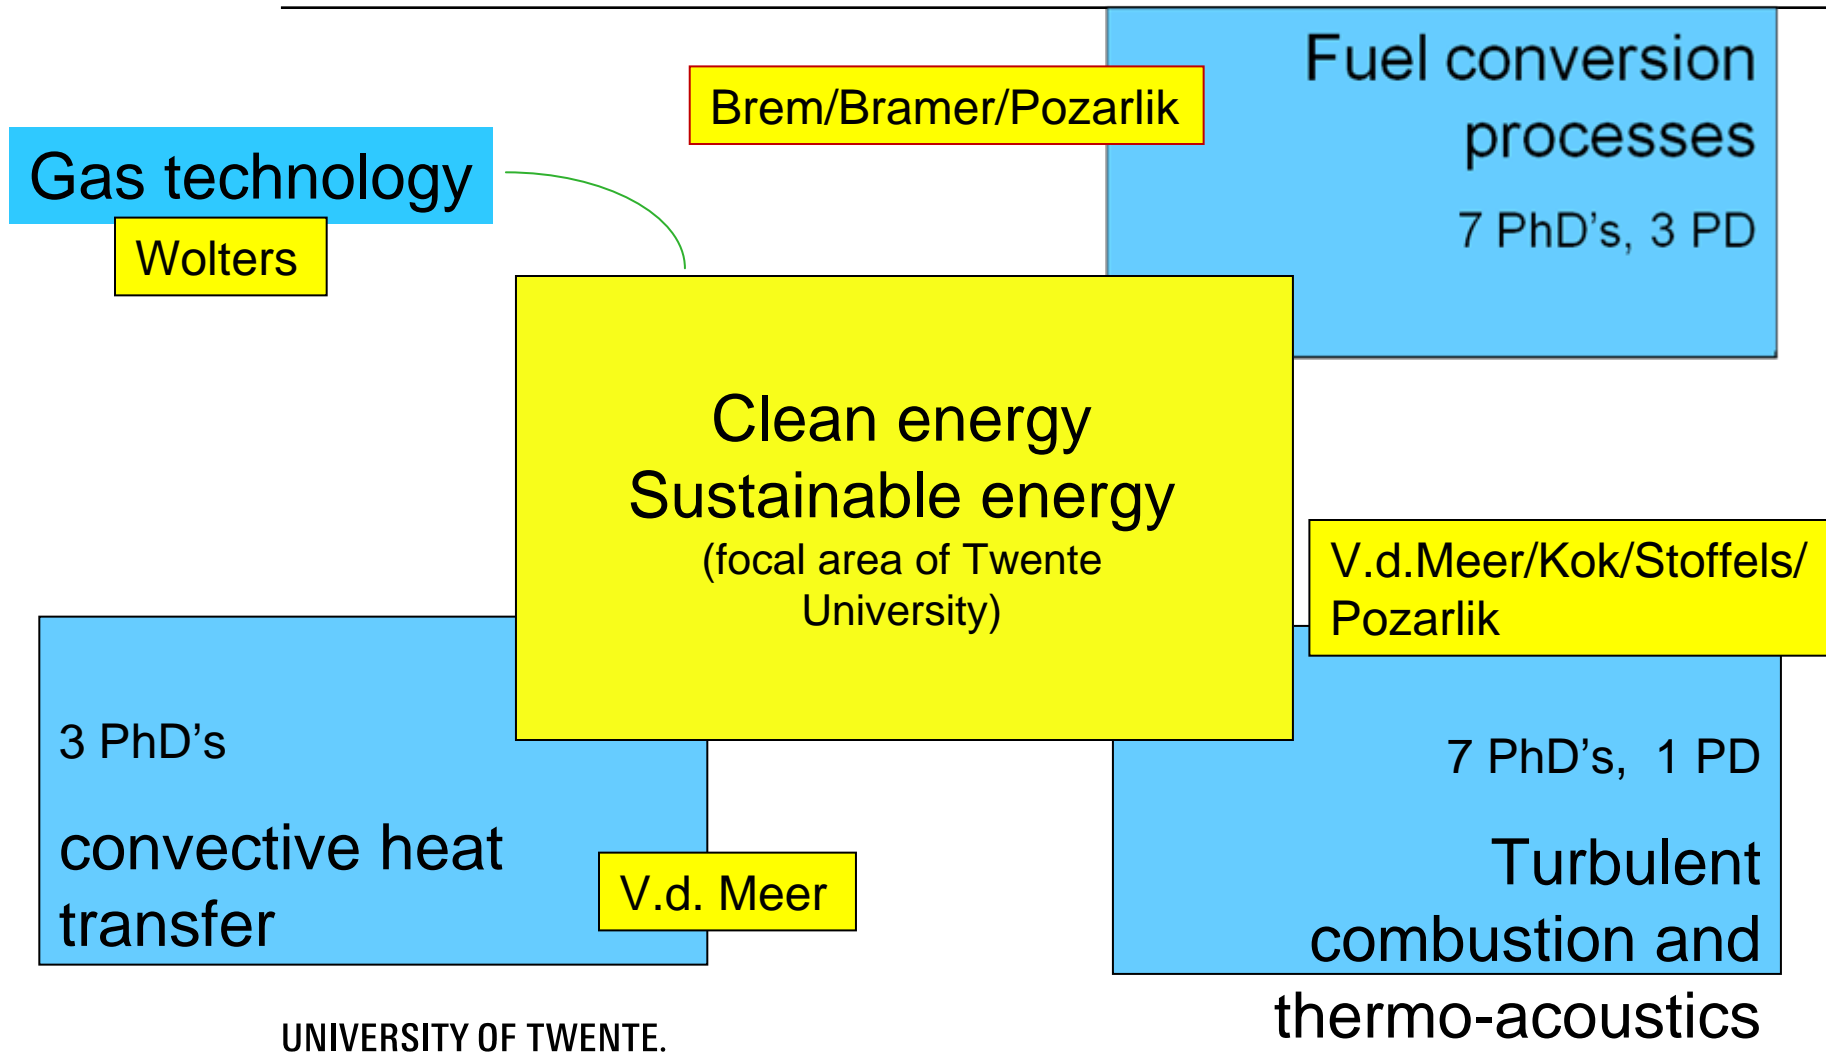 Fuel conversion
processes
7 PhD's, 3 PD
Brem/Bramer/Pozarlik
Gas technology
Wolters
Clean energy
Sustainable energy
(focal area of Twente
University)
V.d.Meer/Kok/Stoffels/
Pozarlik
3 PhD's
convective heat
transfer
V.d. Meer
7 PhD's,  1 PD
Turbulent
combustion and
thermo-acoustics
UNIVERSITY OF TWENTE.